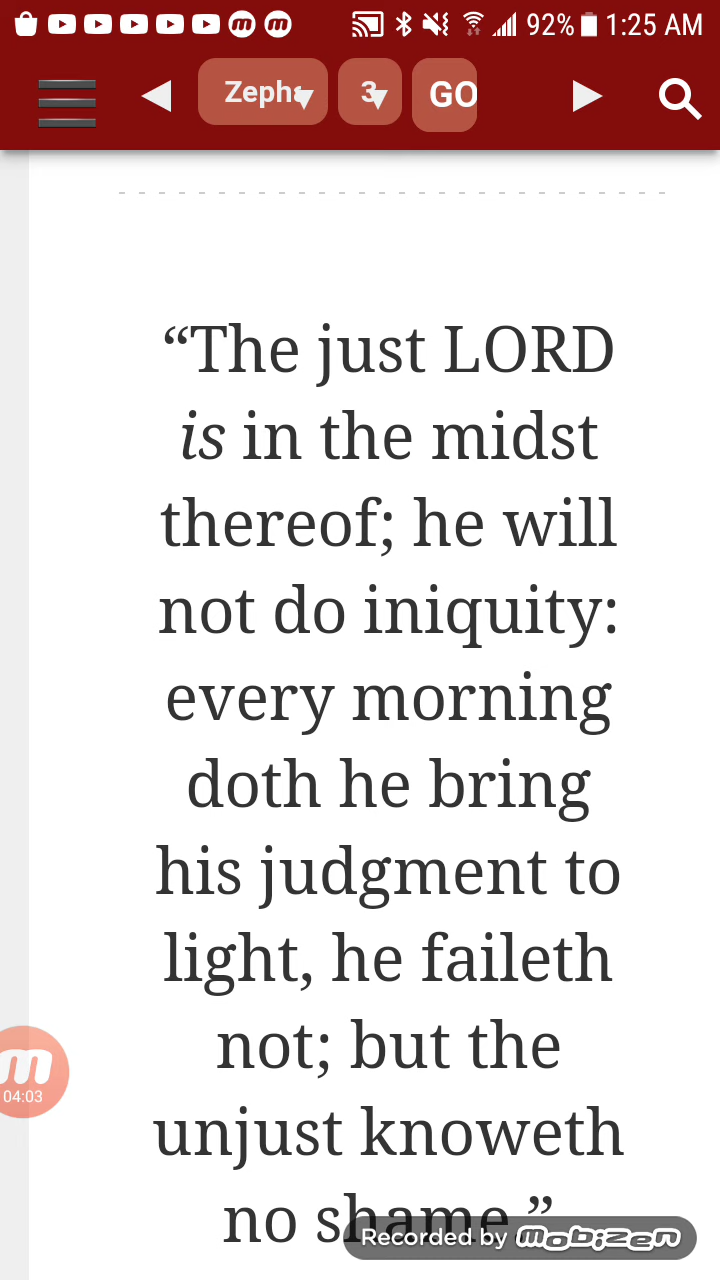 92% 1:25 AM
Zepha 3 GO
“The just LORD
is in the midst
thereof; he will
not do iniquity:
every morning
doth he bring
his judgment to
light, he faileth
not; but the
unjust knoweth
no shame.”
m
04:03
Recorded by mobizen